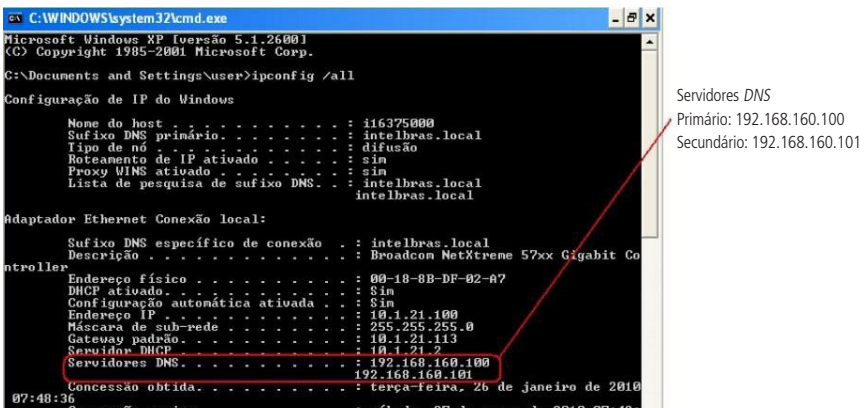 C:\WINDOWS\system32\cmd.exe
Microsoft Windows XP [versão 5.1.2600]
(C) Copyright 1985-2001 Microsoft Corp.
C:\Documents and Settings\user>ipconfig /all
Configuração de IP do Windows
Nome do host . . . . . . . . . . . . : i16375000
Sufixo DNS primário. . . . . . . . . : intelbras.local
Tipo de nó . . . . . . . . . . . . . : difusão
Roteamento de IP ativado . . . . . . : sim
Proxy WINS ativado . . . . . . . . . : sim
Lista de pesquisa de sufixo DNS. . . : intelbras.local
intelbras.local
Adaptador Ethernet Conexão local:
Sufixo DNS específico de conexão . : intelbras.local
Descrição . . . . . . . . . . . . . : Broadcom NetXtreme 57xx Gigabit Co
ntroller
Endereço físico . . . . . . . . . . : 00-18-8B-DF-02-A7
DHCP ativado. . . . . . . . . . . . : Sim
Configuração automática ativada . . : Sim
Endereço IP . . . . . . . . . . . . : 10.1.21.100
Máscara de sub-rede . . . . . . . . : 255.255.255.0
Gateway padrão. . . . . . . . . . . : 10.1.21.113
Servidor DHCP . . . . . . . . . . . : 10.1.21.2
Servidores DNS. . . . . . . . . . . : 192.168.160.100
192.168.160.101
Concessão obtida. . . . . . . . . . : terça-feira, 26 de janeiro de 2010
07:48:36
Servidores DNS
Primário: 192.168.160.100
Secundário: 192.168.160.101